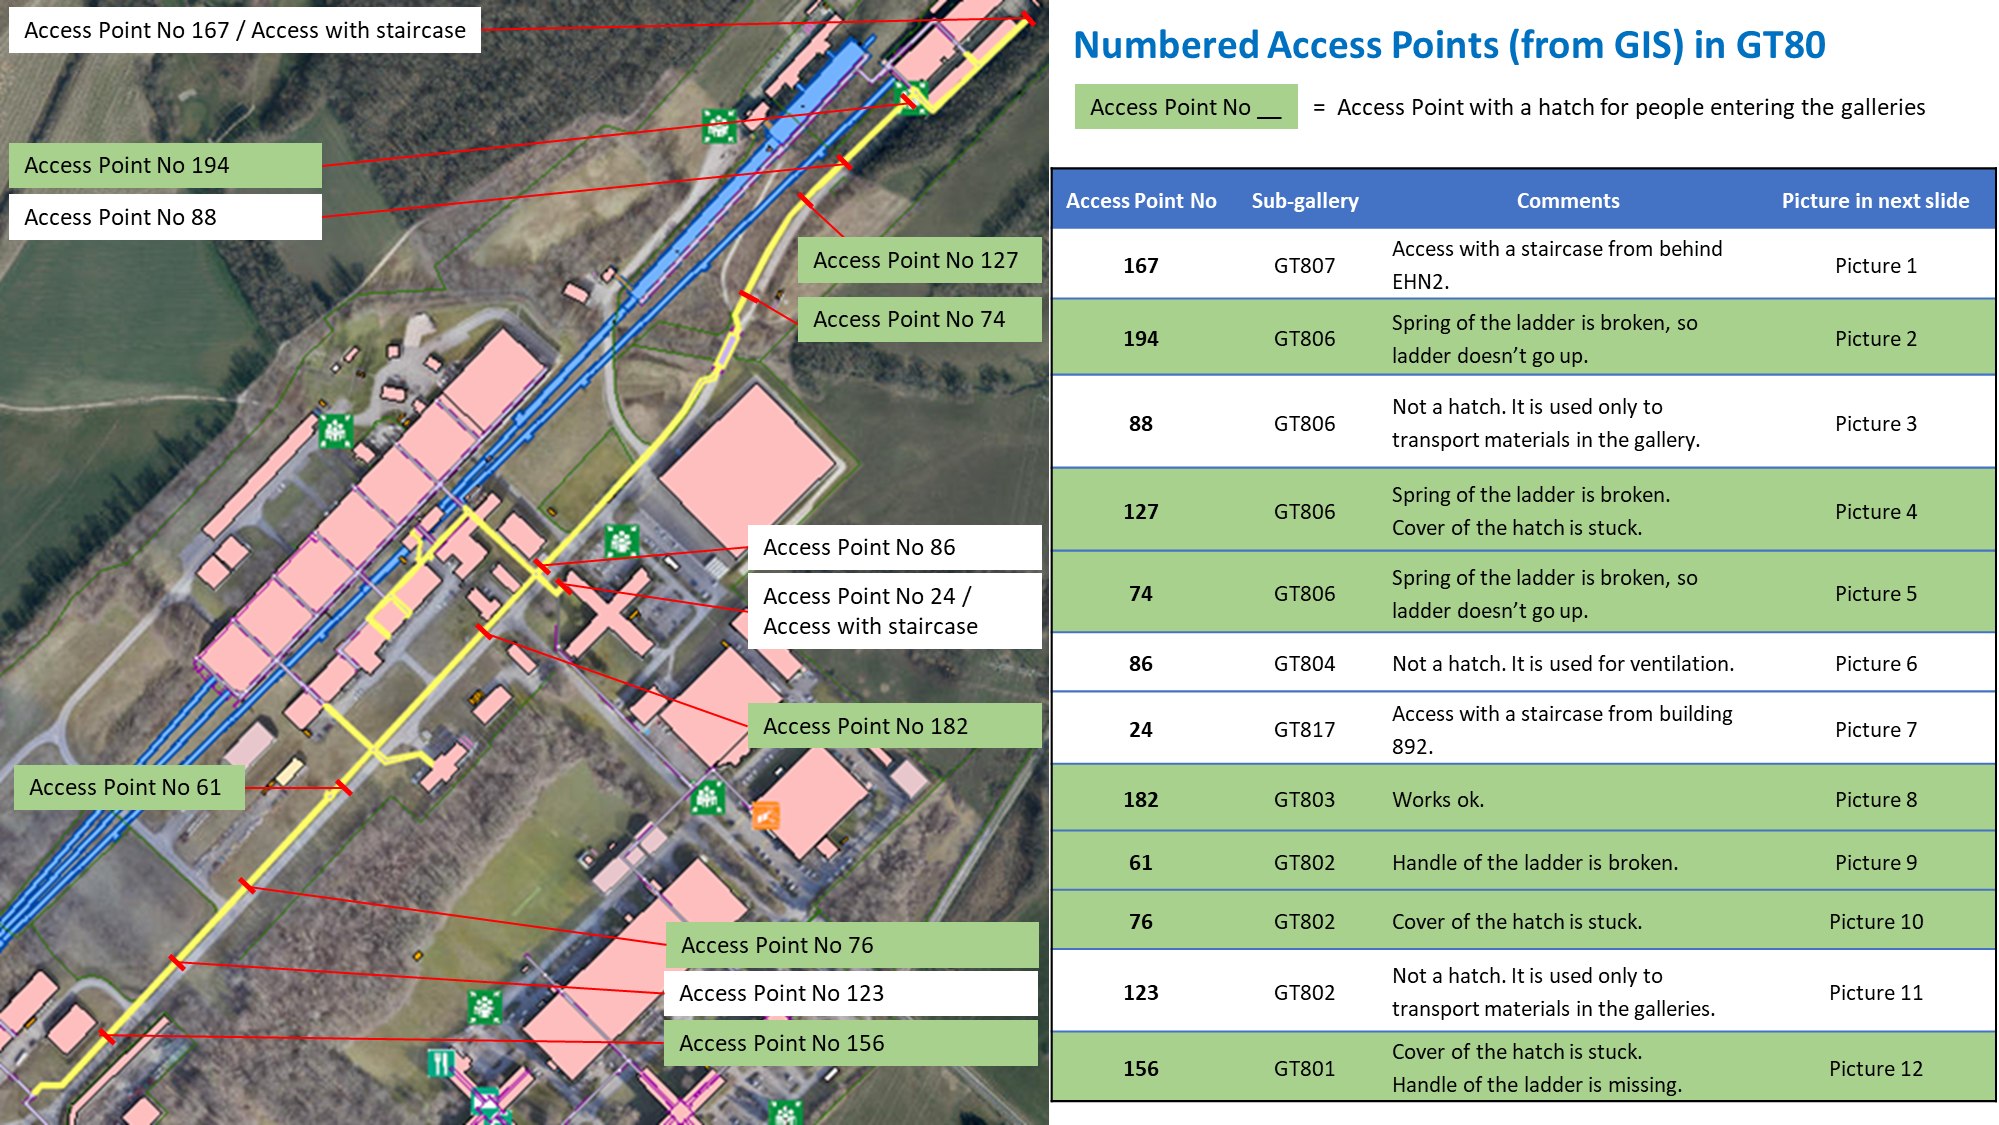 Access Point No 167 / Access with staircase
Access Point No 194
Access Point No 88
Access Point No 127
Access Point No 74
Access Point No 86
Access Point No 24 /
Access with staircase
Access Point No 182
Access Point No 61
Access Point No 76
Access Point No 123
Access Point No 156
Numbered Access Points (from GIS) in GT80
Access Point No __ = Access Point with a hatch for people entering the galleries
Access Point No Sub-gallery Comments Picture in next slide
167 GT807 Access with a staircase from behind
EHN2. Picture 1
194 GT806 Spring of the ladder is broken, so
ladder doesn’t go up. Picture 2
88 GT806 Not a hatch. It is used only to
transport materials in the gallery. Picture 3
127 GT806 Spring of the ladder is broken.
Cover of the hatch is stuck. Picture 4
74 GT806 Spring of the ladder is broken, so
ladder doesn’t go up. Picture 5
86 GT804 Not a hatch. It is used for ventilation. Picture 6
24 GT817 Access with a staircase from building
892. Picture 7
182 GT803 Works ok. Picture 8
61 GT802 Handle of the ladder is broken. Picture 9
76 GT802 Cover of the hatch is stuck. Picture 10
123 GT802 Not a hatch. It is used only to
transport materials in the galleries. Picture 11
156 GT801 Cover of the hatch is stuck.
Handle of the ladder is missing. Picture 12